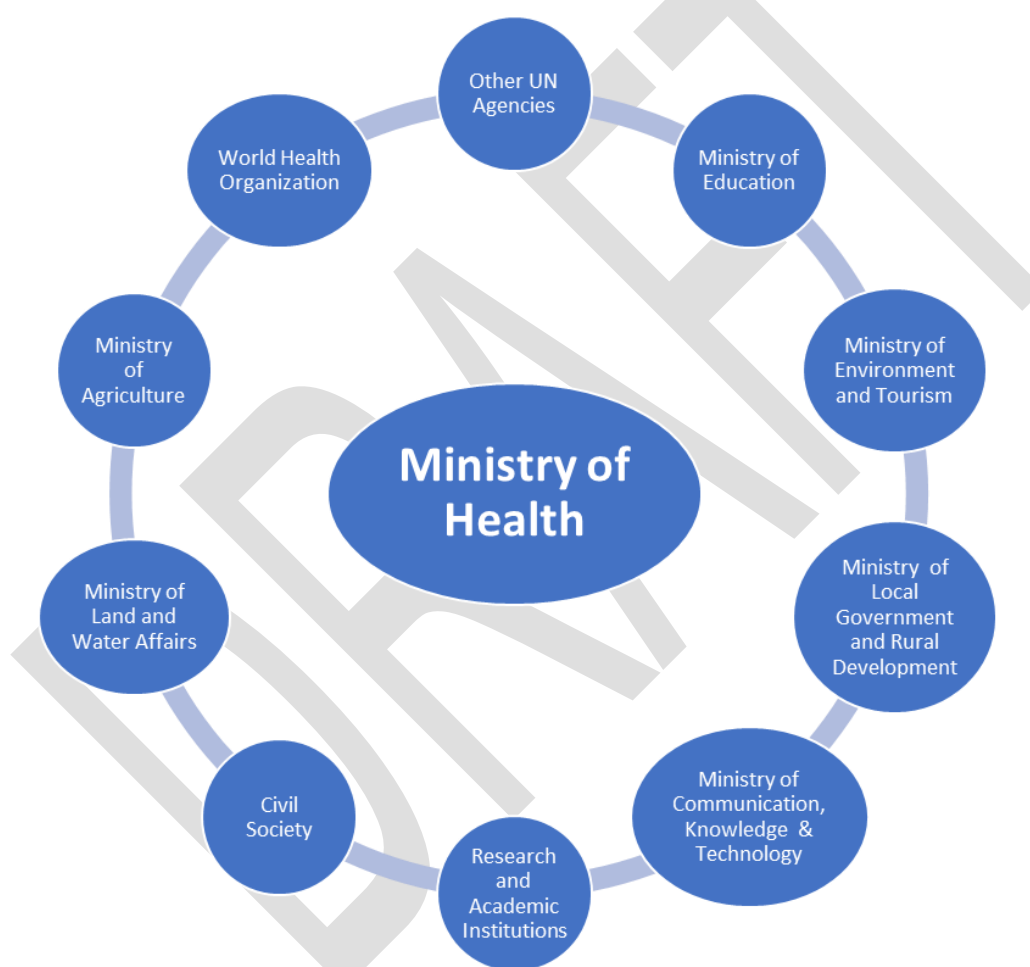 Other UN
Agencies
World Health
Organization
Ministry of
Education
Ministry
of
Agriculture
Ministry of
Environment
and Tourism
Ministry of
Health
Ministry of
Land and
Water Affairs
Ministry of
Local
Government
and Rural
Development
Civil
Society
Ministry of
Communication,
Knowledge &
Technology
Research
and
Academic
Institutions
DRAFT